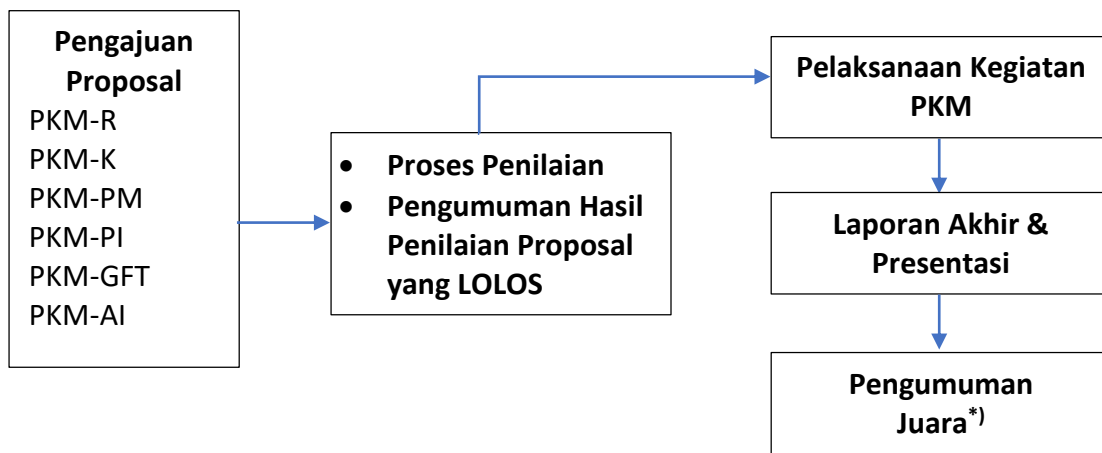 Pengajuan
Proposal
PKM-R
PKM-K
PKM-PM
PKM-PI
PKM-GFT
PKM-AI
• Proses Penilaian
• Pengumuman Hasil
Penilaian Proposal
yang LOLOS
Pelaksanaan Kegiatan
PKM
Laporan Akhir &
Presentasi
Pengumuman
Juara*)